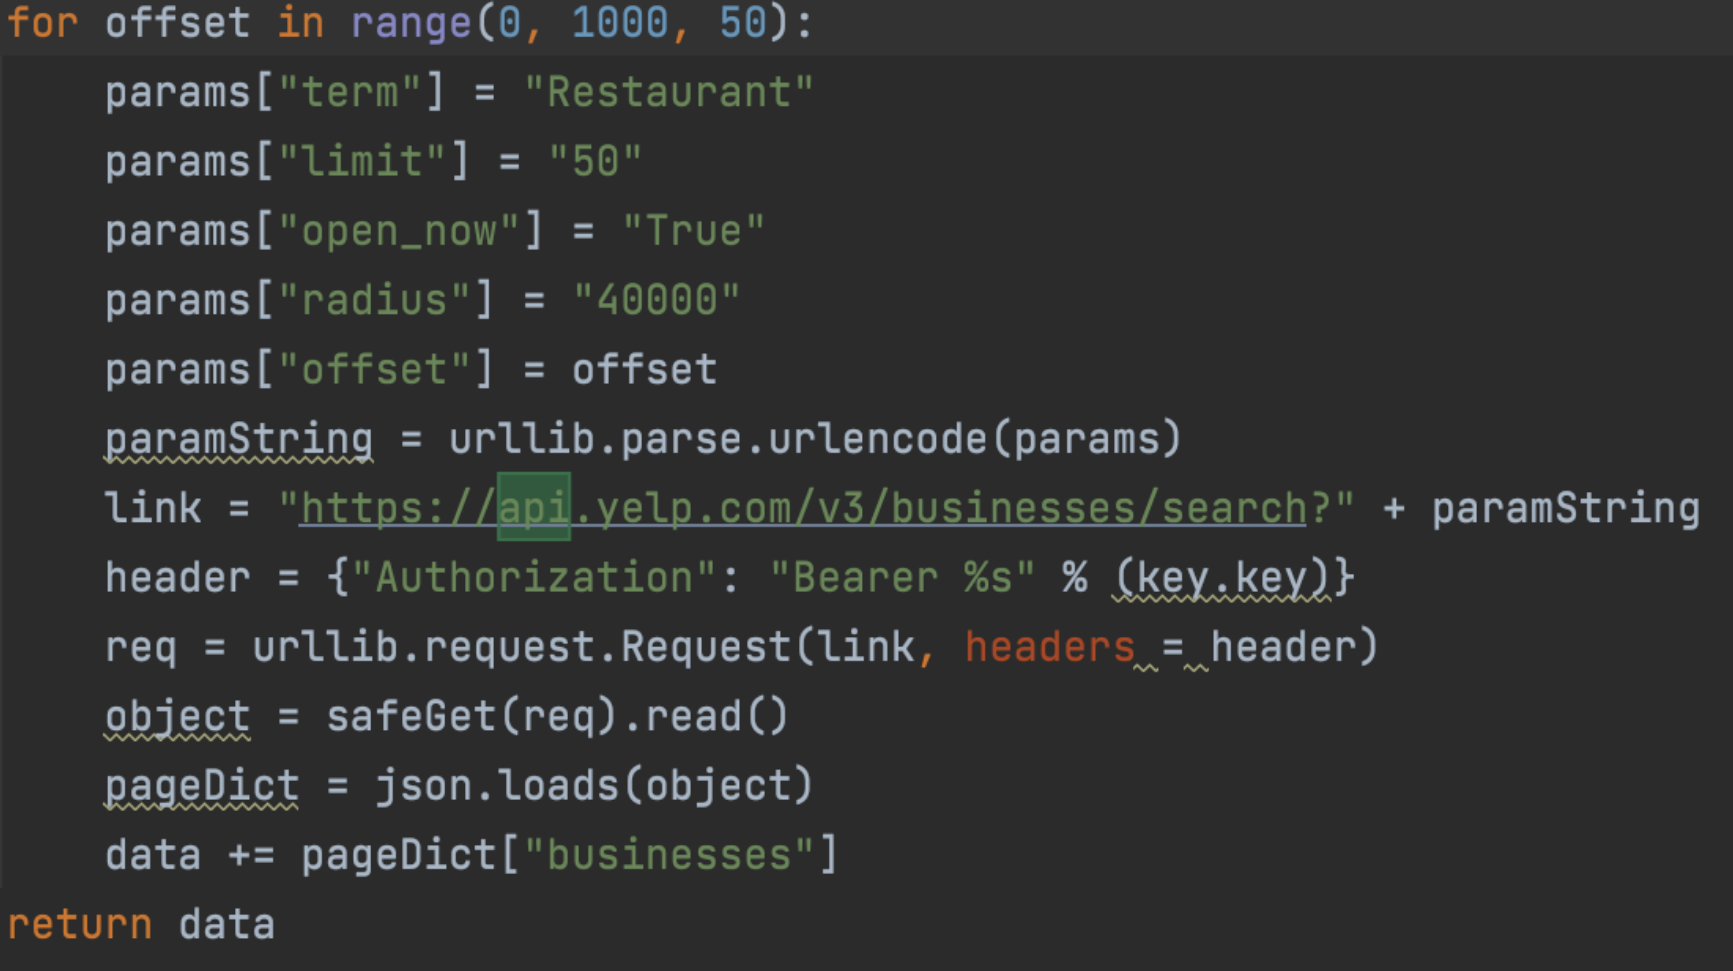 for offset in range(0, 1000, 50):
    params["term"] = "Restaurant"
    params["limit"] = "50"
    params["open_now"] = "True"
    params["radius"] = "40000"
    params["offset"] = offset
    paramString = urllib.parse.urlencode(params)
    link = "https://api.yelp.com/v3/businesses/search?" + paramString
    header = {"Authorization": "Bearer %s" % (key.key)}
    req = urllib.request.Request(link, headers = header)
    object = safeGet(req).read()
    pageDict = json.loads(object)
    data += pageDict["businesses"]
return data